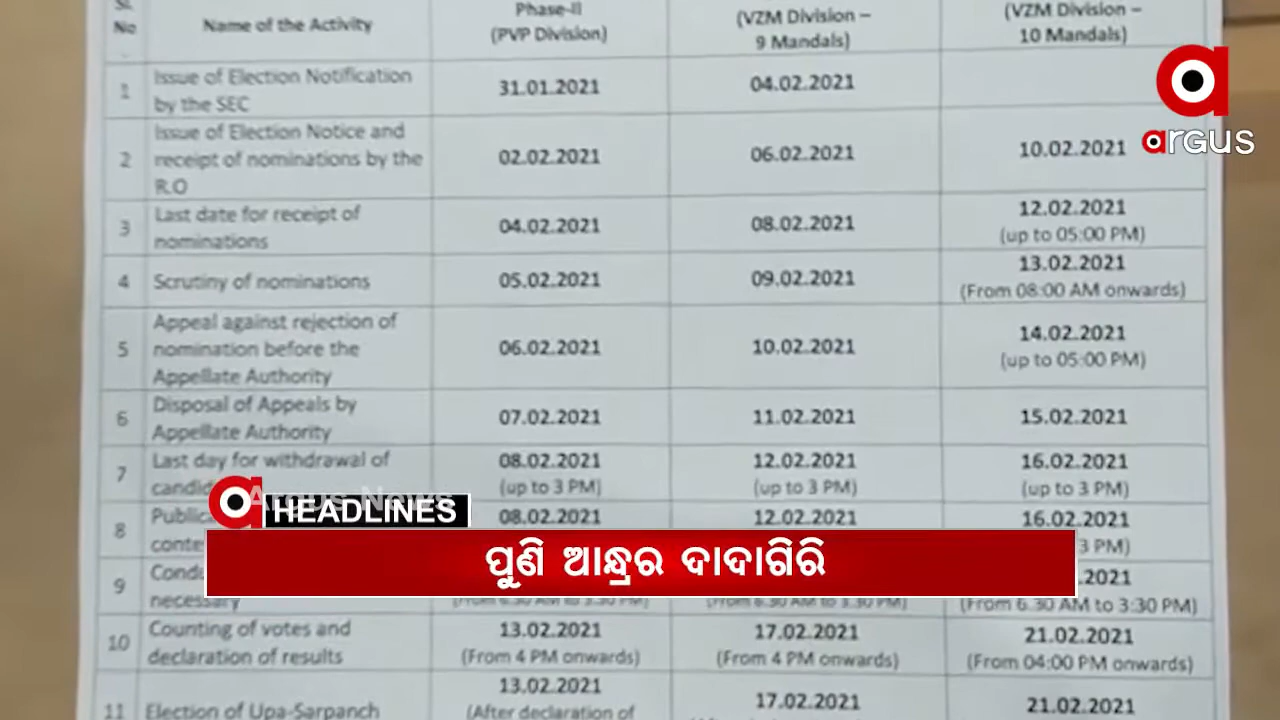 Sl.
No
Name of the Activity
Phase-II
(PVP Division)
(VZM Division –
9 Mandals)
(VZM Division –
10 Mandals)
argus
1
Issue of Election Notification
by the SEC
31.01.2021
04.02.2021
2
Issue of Election Notice and
receipt of nominations by the
R.O
02.02.2021
06.02.2021
10.02.2021
3
Last date for receipt of
nominations
04.02.2021
08.02.2021
12.02.2021
(up to 05:00 PM)
4
Scrutiny of nominations
05.02.2021
09.02.2021
13.02.2021
(From 08:00 AM onwards)
5
Appeal against rejection of
nomination before the
Appellate Authority
06.02.2021
10.02.2021
14.02.2021
(up to 05:00 PM)
6
Disposal of Appeals by
Appellate Authority
07.02.2021
11.02.2021
15.02.2021
7
Last day for withdrawal of
08.02.2021
(up to 3 PM)
12.02.2021
(up to 3 PM)
16.02.2021
(up to 3 PM)
Argus News
HEADLINES
8
08.02.2021
12.02.2021
16.02.2021
3 PM)
ପୁଣି ଆନ୍ଧ୍ରର ଦାଦାଗିରି
9
necessary
(From 6.30 AM to 3:30 PM)
(From 6.30 AM to 3.30 PM)
.2021
(From 6.30 AM to 3:30 PM)
10
Counting of votes and
declaration of results
13.02.2021
(From 4 PM onwards)
17.02.2021
(From 4 PM onwards)
21.02.2021
(From 04:00 PM onwards)
11
Election of Upa-Sarpanch
13.02.2021
(After declaration of
17.02.2021
21.02.2021